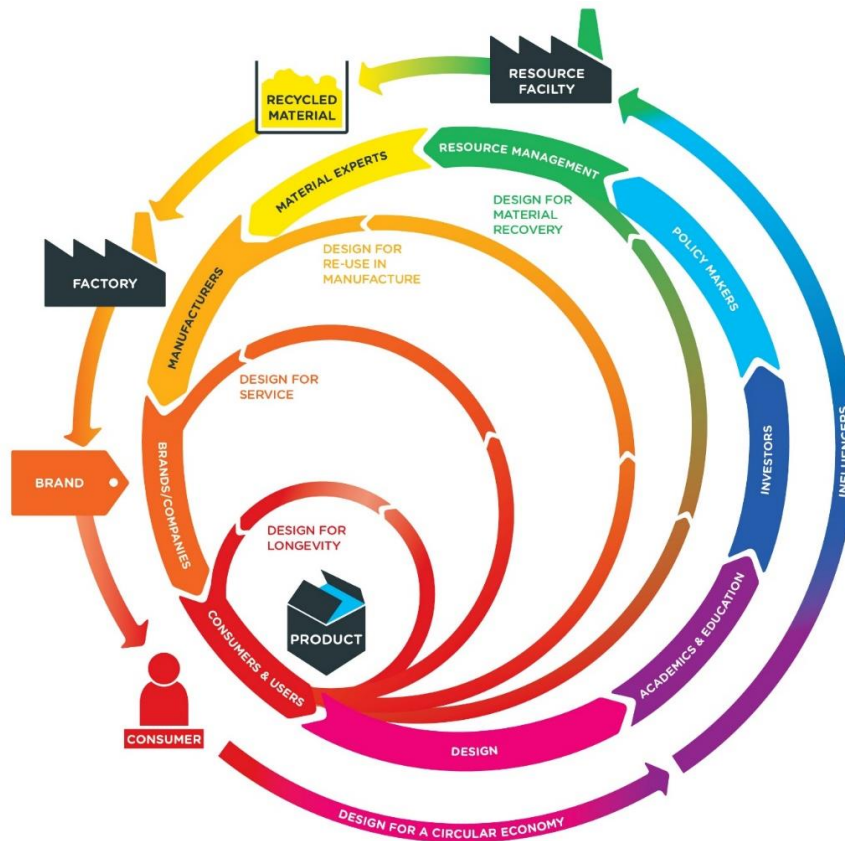 RESOURCE
FACILTY
RECYCLED
MATERIAL
RESOURCE MANAGEMENT
MATERIAL EXPERTS
DESIGN FOR
MATERIAL
RECOVERY
POLICY MAKERS
DESIGN FOR
RE-USE IN
MANUFACTURE
FACTORY
MANUFACTURERS
DESIGN FOR
SERVICE
INFLUENCERS
INVESTORS
BRANDS/COMPANIES
BRAND
DESIGN FOR
LONGEVITY
PRODUCT
CONSUMERS & USERS
ACADEMICS & EDUCATION
CONSUMER
DESIGN
DESIGN FOR A CIRCULAR ECONOMY